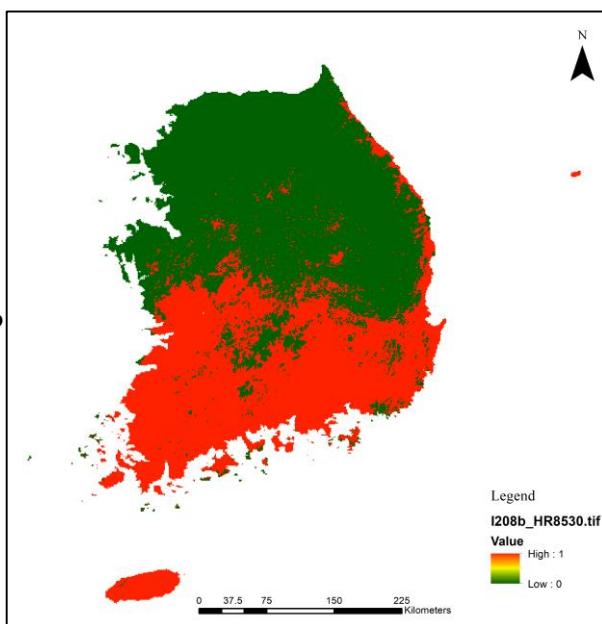 N
Legend
I208b_HR8530.tif
Value
High : 1
Low : 0
0 37.5 75 150 225
Kilometers